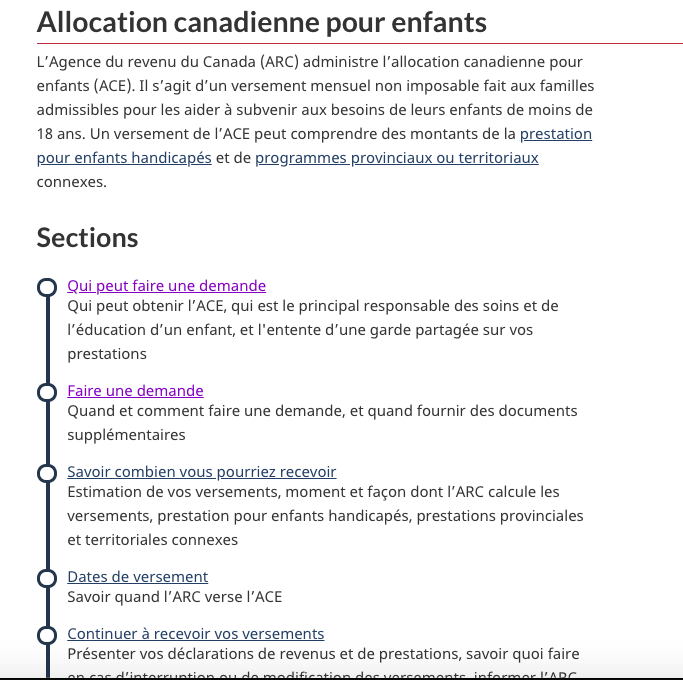 Allocation canadienne pour enfants
L’Agence du revenu du Canada (ARC) administre l’allocation canadienne pour
enfants (ACE). Il s’agit d’un versement mensuel non imposable fait aux familles
admissibles pour les aider à subvenir aux besoins de leurs enfants de moins de
18 ans. Un versement de l’ACE peut comprendre des montants de la prestation
pour enfants handicapés et de programmes provinciaux ou territoriaux
connexes.
Sections
Qui peut faire une demande
Qui peut obtenir l’ACE, qui est le principal responsable des soins et de
l’éducation d’un enfant, et l'entente d’une garde partagée sur vos
prestations
Faire une demande
Quand et comment faire une demande, et quand fournir des documents
supplémentaires
Savoir combien vous pourriez recevoir
Estimation de vos versements, moment et façon dont l’ARC calcule les
versements, prestation pour enfants handicapés, prestations provinciales
et territoriales connexes
Dates de versement
Savoir quand l’ARC verse l’ACE
Continuer à recevoir vos versements
Présenter vos déclarations de revenus et de prestations, savoir quoi faire
en cas d’interruption ou de modification des versements, informer l’ARC